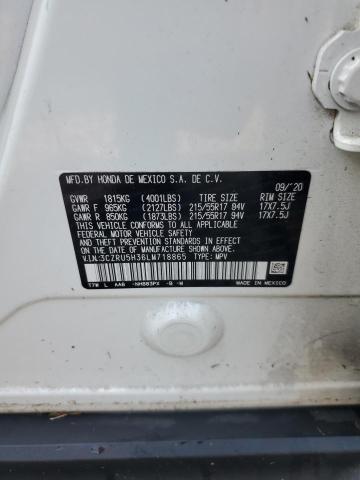 MFD.BY HONDA DE MEXICO S.A. DE C.V.
09/'20
GVWR 1815KG (4001LBS) TIRE SIZE RIM SIZE
GAWR F 965KG (2127LBS) 215/55R17 94V 17X7.5J
GAWR R 850KG (1873LBS) 215/55R17 94V 17X7.5J
THIS VEHICLE CONFORMS TO ALL APPLICABLE
FEDERAL MOTOR VEHICLE SAFETY STANDARDS IN EFFECT
ON THE DATE OF MANUFACTURE SHOWN ABOVE.
V.I.N:3CZRU5H36LM718865 TYPE: MPV
T7W L AAB -NH883PX -B -M
MADE IN MEXICO